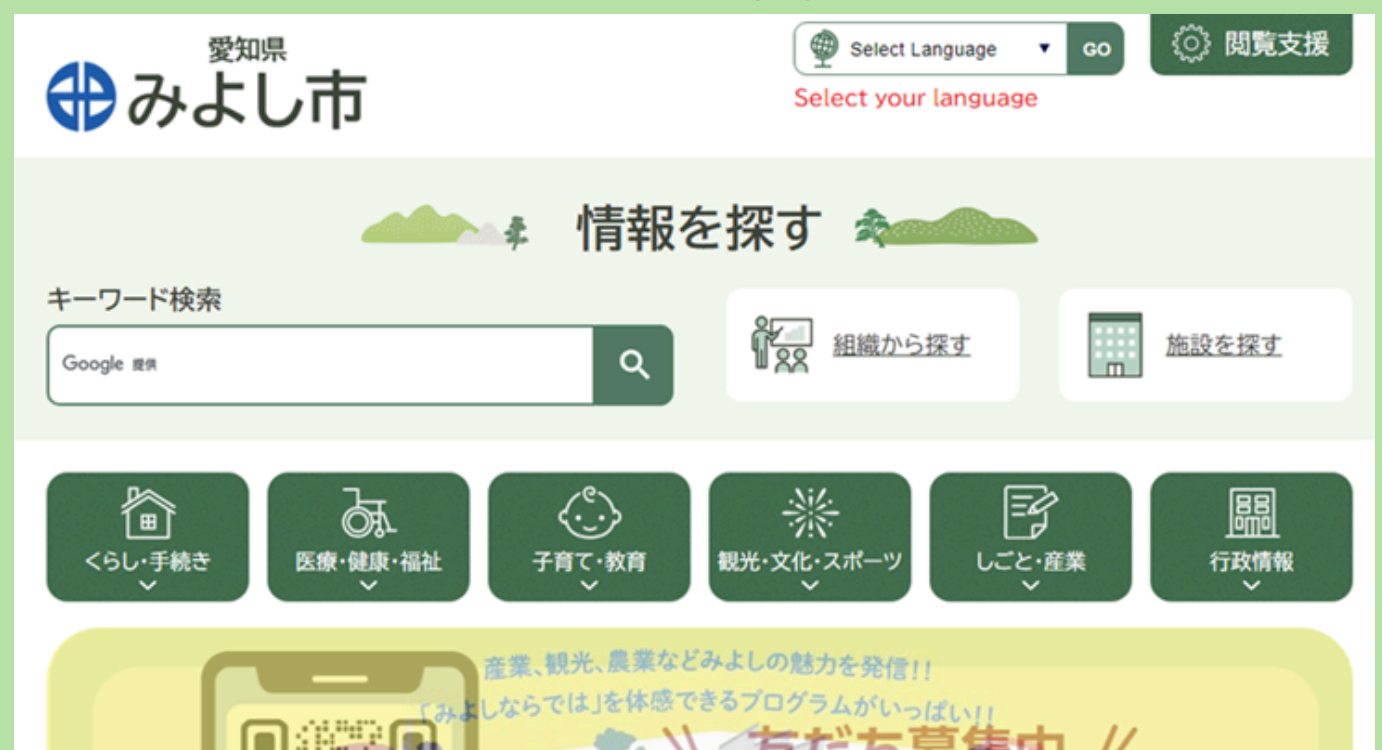 愛知県
みよし市
Select Language ▼
GO
閲覧支援
Select your language
情報を探す
キーワード検索
Google 提供
組織から探す
施設を探す
くらし・手続き
医療・健康・福祉
子育て・教育
観光・文化・スポーツ
しごと・産業
行政情報
産業、観光、農業などみよしの魅力を発信!!
「みよしならでは」を体感できるプログラムがいっぱい!!
友だち募集中